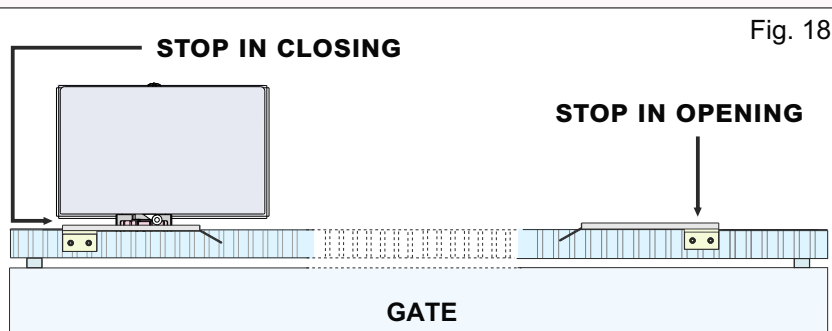 Fig. 18
STOP IN CLOSING
STOP IN OPENING
GATE